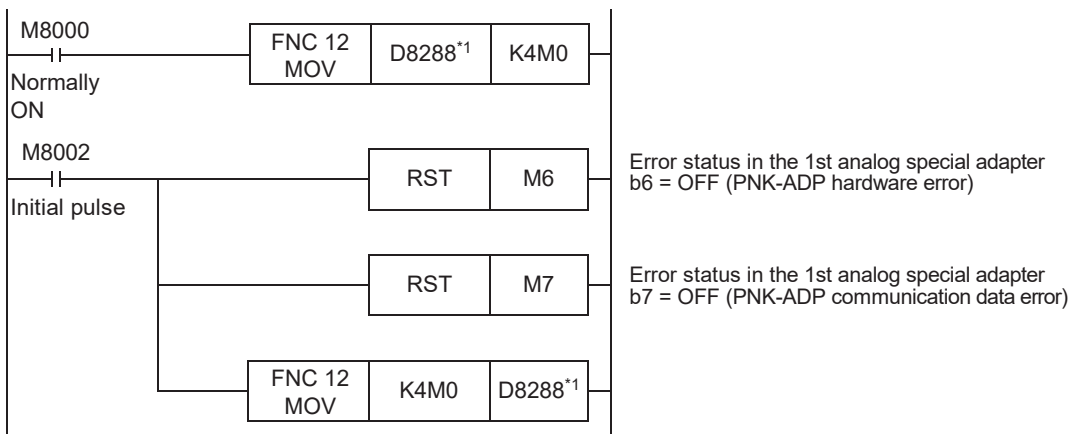 M8000
FNC 12
MOV
D8288*1
K4M0
Normally
ON
M8002
RST
M6
Error status in the 1st analog special adapter
b6 = OFF (PNK-ADP hardware error)
Initial pulse
RST
M7
Error status in the 1st analog special adapter
b7 = OFF (PNK-ADP communication data error)
FNC 12
MOV
K4M0
D8288*1